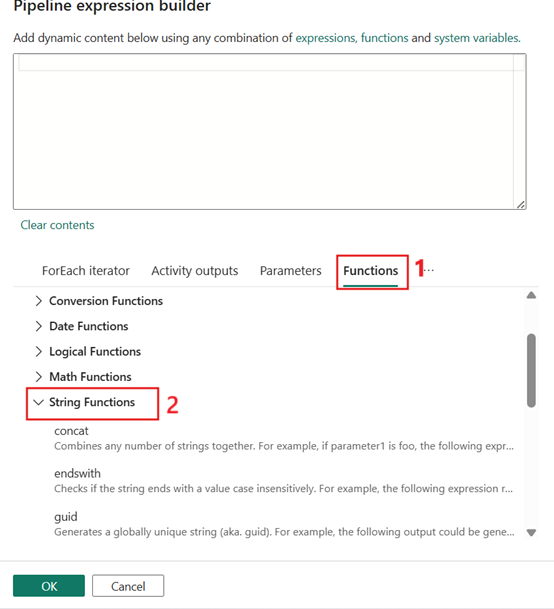 Pipeline expression builder
Add dynamic content below using any combination of expressions, functions and system variables.
Clear contents
ForEach iterator Activity outputs Parameters Functions 1 ...
Conversion Functions
Date Functions
Logical Functions
Math Functions
String Functions 2
concat
Combines any number of strings together. For example, if parameter1 is foo, the following expr...
endswith
Checks if the string ends with a value case insensitively. For example, the following expression r...
guid
Generates a globally unique string (aka. guid). For example, the following output could be gene...
OK Cancel